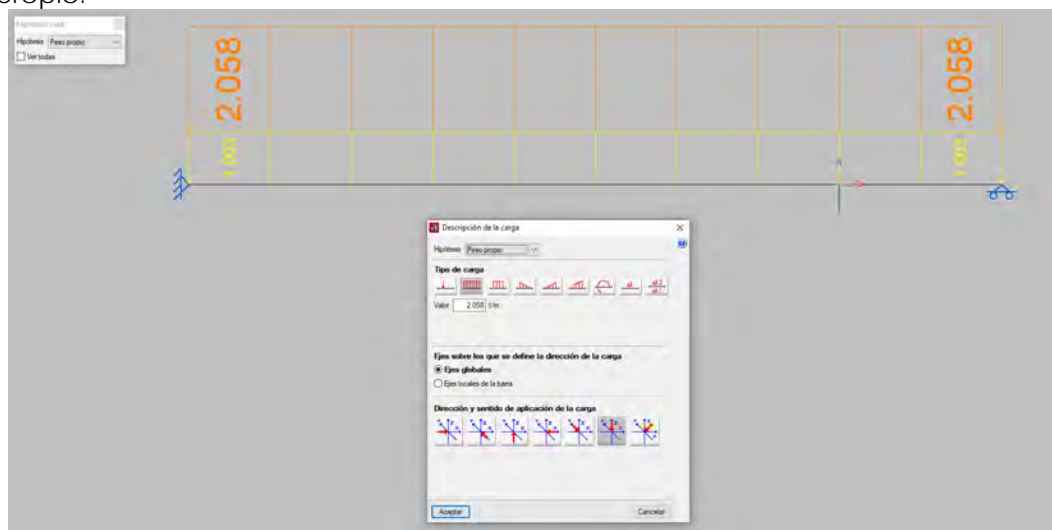 Hipótesis Peso propio
Ver todas
2.058
2.058
1.003
1.003
Descripción de la carga
Hipótesis Peso propio
Tipo de carga
Valor 2.058 t/m
Ejes sobre los que se define la dirección de la carga
Ejes globales
Ejes locales de la barra
Dirección y sentido de aplicación de la carga
Aceptar
Cancelar